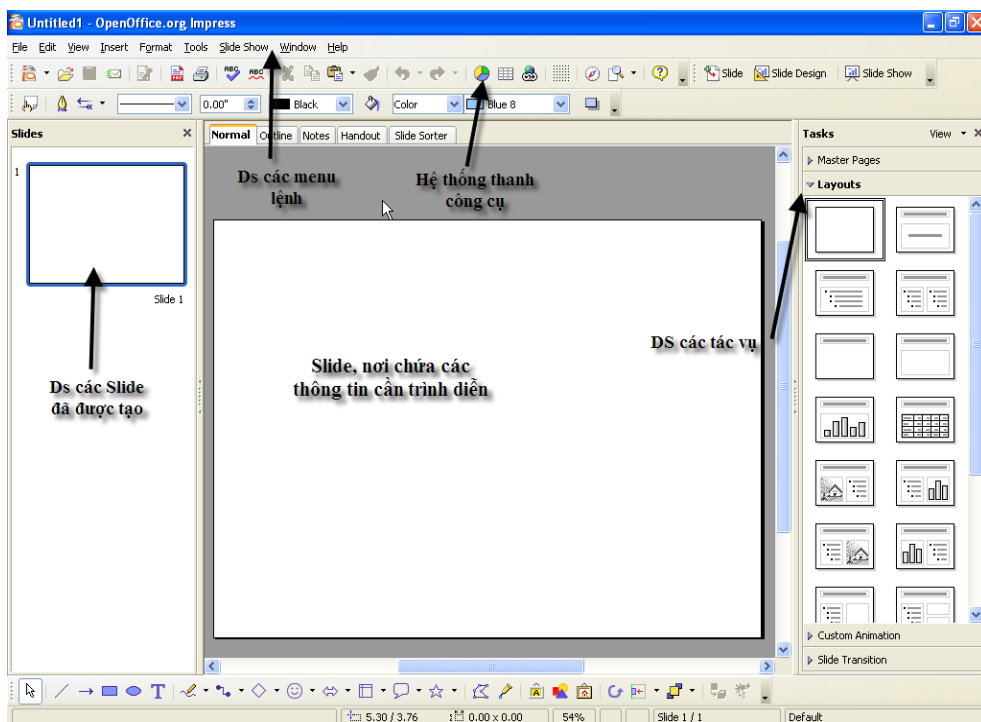 Untitled1 - OpenOffice.org Impress
File Edit View Insert Format Tools Slide Show Window Help
ABC ABC Slide Slide Design Slide Show
0.00" Black Color Blue 8
Slides
Normal Outline Notes Handout Slide Sorter
Tasks View
1
Master Pages
Layouts
Ds các menu
lệnh
Hệ thống thanh
công cụ
Slide 1
DS các tác vụ
Slide, nơi chứa các
thông tin cần trình diễn
Ds các Slide
đã được tạo
Custom Animation
Slide Transition
T A
5.30 / 3.76 0.00 x 0.00 54% Slide 1 / 1 Default